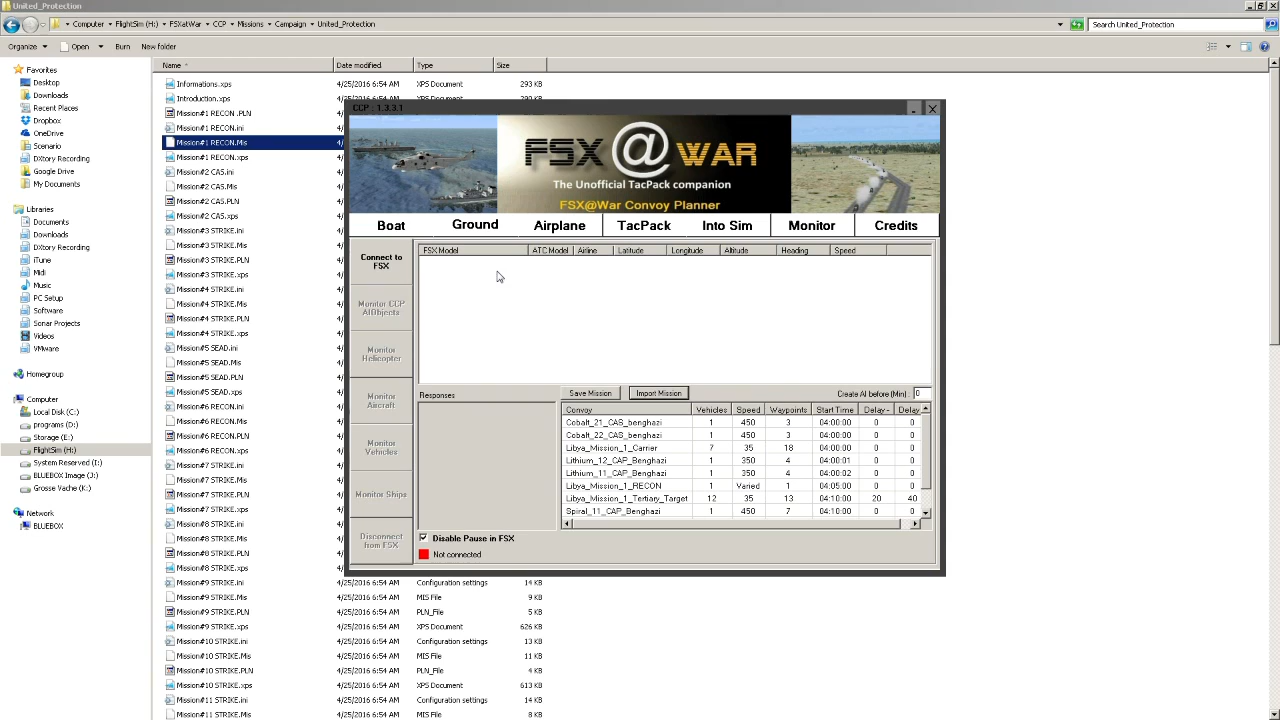 United_Protection
Computer ▸ FlightSim (H:) ▸ FSXatWar ▸ CCP ▸ Missions ▸ Campaign ▸ United_Protection
Search United_Protection
Organize Open Burn New folder
Name Date modified Type Size
Favorites
Desktop
Downloads
Recent Places
Dropbox
OneDrive
Scenario
DXtory Recording
Google Drive
My Documents
Libraries
Documents
Downloads
DXtory Recording
iTune
Midi
Music
PC Setup
Software
Sonar Projects
Videos
VMware
Homegroup
Computer
Local Disk (C:)
programs (D:)
Storage (E:)
FlightSim (H:)
System Reserved (I:)
BLUEBOX Image (J:)
Grosse Vache (K:)
Network
BLUEBOX
Informations.xps 4/25/2016 6:54 AM XPS Document 293 KB
Introduction.xps
Mission#1 RECON .PLN
Mission#1 RECON.ini
Mission#1 RECON.Mis
Mission#1 RECON.xps
Mission#2 CAS.ini
Mission#2 CAS.Mis
Mission#2 CAS.PLN
Mission#2 CAS.xps
Mission#3 STRIKE.ini
Mission#3 STRIKE.Mis
Mission#3 STRIKE.PLN
Mission#3 STRIKE.xps
Mission#4 STRIKE.ini
Mission#4 STRIKE.Mis
Mission#4 STRIKE.PLN
Mission#4 STRIKE.xps
Mission#5 SEAD.ini
Mission#5 SEAD.Mis
Mission#5 SEAD.PLN
Mission#5 SEAD.xps
Mission#6 RECON.ini
Mission#6 RECON.Mis
Mission#6 RECON.PLN
Mission#6 RECON.xps
Mission#7 STRIKE.ini
Mission#7 STRIKE.Mis
Mission#7 STRIKE.PLN
Mission#7 STRIKE.xps
Mission#8 STRIKE.ini
Mission#8 STRIKE.Mis
Mission#8 STRIKE.PLN
Mission#8 STRIKE.xps
Mission#9 STRIKE.ini 4/25/2016 6:54 AM Configuration settings 14 KB
Mission#9 STRIKE.Mis 4/25/2016 6:54 AM MIS File 9 KB
Mission#9 STRIKE.PLN 4/25/2016 6:54 AM PLN_File 2 KB
Mission#9 STRIKE.xps 4/25/2016 6:54 AM XPS Document 626 KB
Mission#10 STRIKE.ini 4/25/2016 6:54 AM Configuration settings 13 KB
Mission#10 STRIKE.Mis 4/25/2016 6:54 AM MIS File 11 KB
Mission#10 STRIKE.PLN 4/25/2016 6:54 AM PLN_File 4 KB
Mission#10 STRIKE.xps 4/25/2016 6:54 AM XPS Document 613 KB
Mission#11 STRIKE.ini 4/25/2016 6:54 AM Configuration settings 14 KB
Mission#11 STRIKE.Mis 4/25/2016 6:54 AM MIS File 8 KB
CCP : 1.3.3.1
FSX@WAR
The Unofficial TacPack companion
FSX@War Convoy Planner
Boat Ground Airplane TacPack Into Sim Monitor Credits
Connect to
FSX
Monitor CCP
AIObjects
Monitor
Helicopter
Monitor
Aircraft
Monitor
Vehicles
Monitor Ships
Disconnect
from FSX
FSX Model ATC Model Airline Latitude Longitude Altitude Heading Speed
Responses
Save Mission Import Mission Create AI before (Min) : 0
Convoy Vehicles Speed Waypoints Start Time Delay - Delay
Cobalt_21_CAS_benghazi 1 450 3 04:00:00 0 0
Cobalt_22_CAS_benghazi 1 450 3 04:00:00 0 0
Libya_Mission_1_Carrier 7 35 18 04:00:00 0 0
Lithium_12_CAP_Benghazi 1 350 4 04:00:01 0 0
Lithium_11_CAP_Benghazi 1 350 4 04:00:02 0 0
Libya_Mission_1_RECON 1 Varied 1 04:05:00 0 0
Libya_Mission_1_Tertiary_Target 12 35 13 04:10:00 20 40
Spiral_11_CAP_Benghazi 1 450 7 04:10:00 0 0
Disable Pause in FSX
Not connected